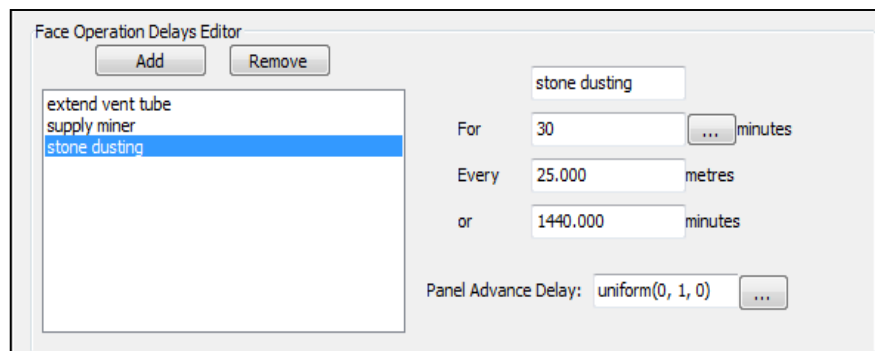 Face Operation Delays Editor
Add Remove
extend vent tube
supply miner
stone dusting
stone dusting
For 30 ... minutes
Every 25.000 metres
or 1440.000 minutes
Panel Advance Delay: uniform(0, 1, 0) ...